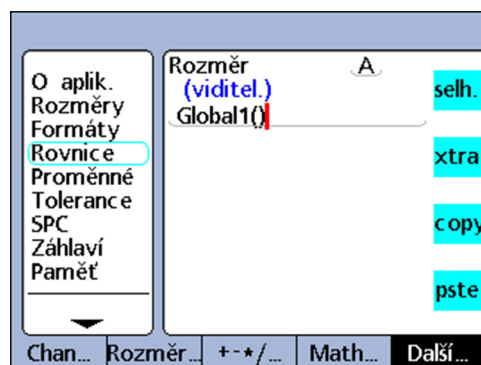 O aplik.
Rozměry
Formáty
Rovnice
Proměnné
Tolerance
SPC
Záhlaví
Paměť
Rozměr A
(viditel.)
Global1()
selh.
xtra
copy
pste
Chan... Rozměr... +-*/... Math... Další...